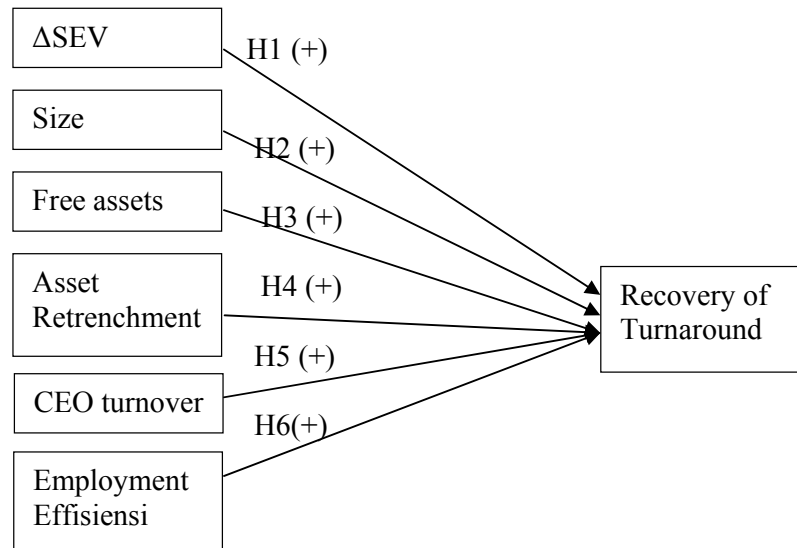 ΔSEV
H1 (+)
Size
H2 (+)
Free assets
H3 (+)
Asset
Retrenchment
H4 (+)
Recovery of
Turnaround
H5 (+)
CEO turnover
H6(+)
Employment
Effisiensi